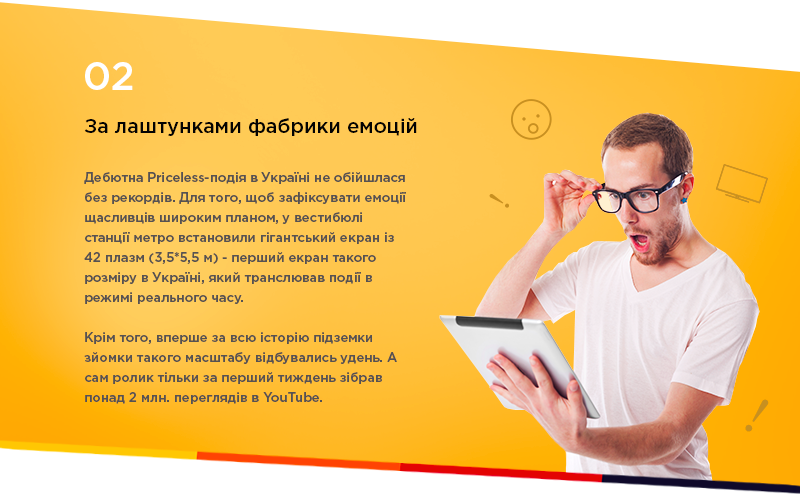 02
За лаштунками фабрики емоцій
Дебютна Priceless-подія в Україні не обійшлася
без рекордів. Для того, щоб зафіксувати емоції
щасливців широким планом, у вестибюлі
станції метро встановили гігантський екран із
42 плазм (3,5*5,5 м) - перший екран такого
розміру в Україні, який транслював події в
режимі реального часу.
Крім того, вперше за всю історію підземки
зйомки такого масштабу відбувались удень. А
сам ролик тільки за перший тиждень зібрав
понад 2 млн. переглядів в YouTube.